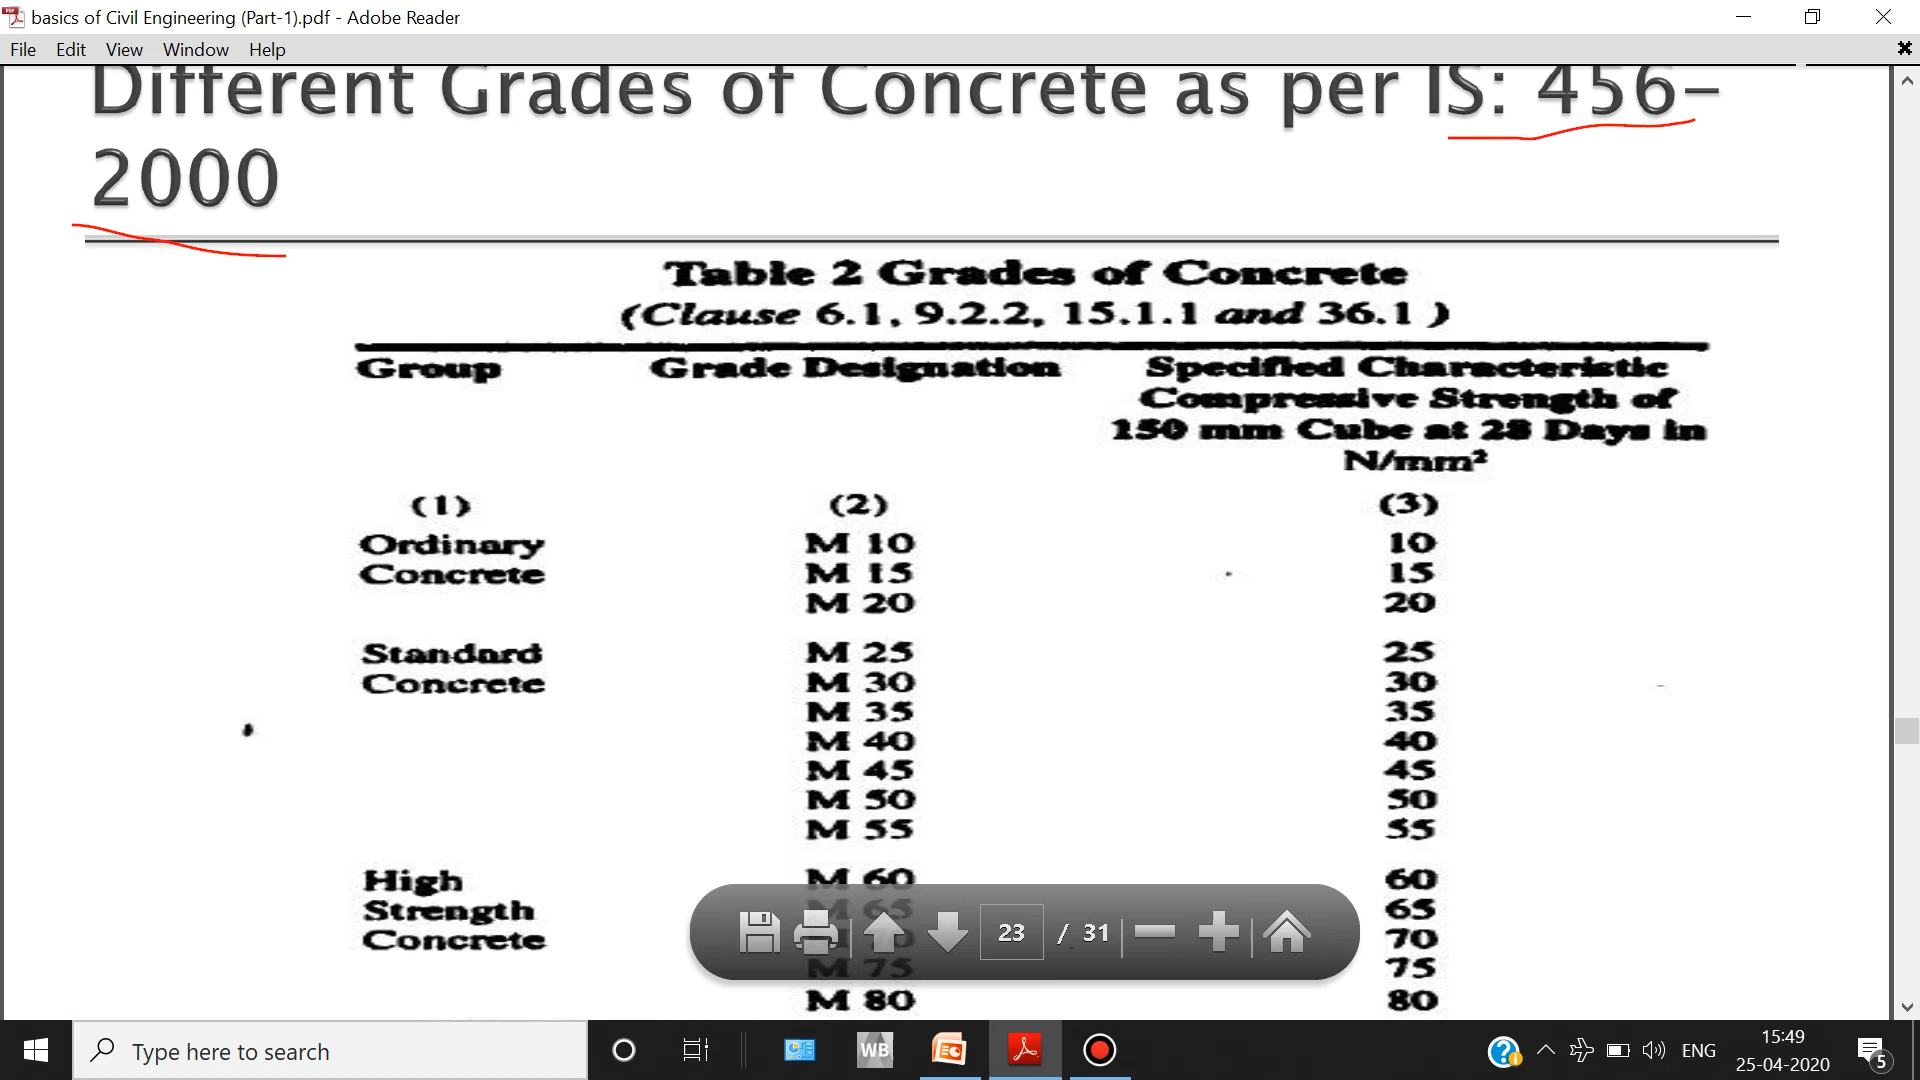 basics of Civil Engineering (Part-1).pdf - Adobe Reader
File Edit View Window Help
Different Grades of Concrete as per IS: 456-
2000
Table 2 Grades of Concrete
(Clause 6.1, 9.2.2, 15.1.1 and 36.1 )
Group Grade Designation Specified Characteristic
Compressive Strength of
150 mm Cube at 28 Days in
N/mm²
(1) (2) (3)
Ordinary M 10 10
Concrete M 15 15
M 20 20
Standard M 25 25
Concrete M 30 30
M 35 35
M 40 40
M 45 45
M 50 50
M 55 55
High M 60 60
Strength M 65 65
Concrete 70 70
M 75 75
M 80 80
23 / 31
Type here to search
WB
ENG
15:49
25-04-2020
5